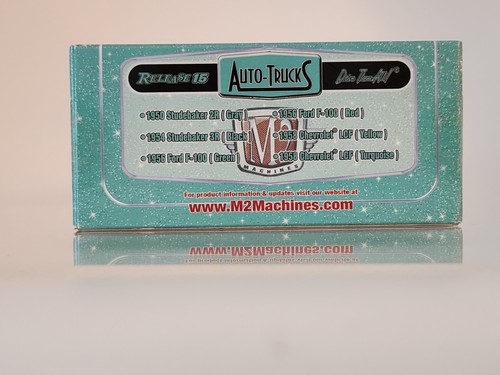 Release 15
Auto-Trucks
Drive Them All!®
• 1950 Studebaker 2R ( Gray )
• 1954 Studebaker 3R ( Black
• 1956 Ford F-100 ( Green
• 1956 Ford F-100 ( Red )
• 1958 Chevrolet® LCF ( Yellow )
• 1958 Chevrolet® LCF ( Turquoise )
M2
MACHINES
For product information & updates visit our website at
www.M2Machines.com